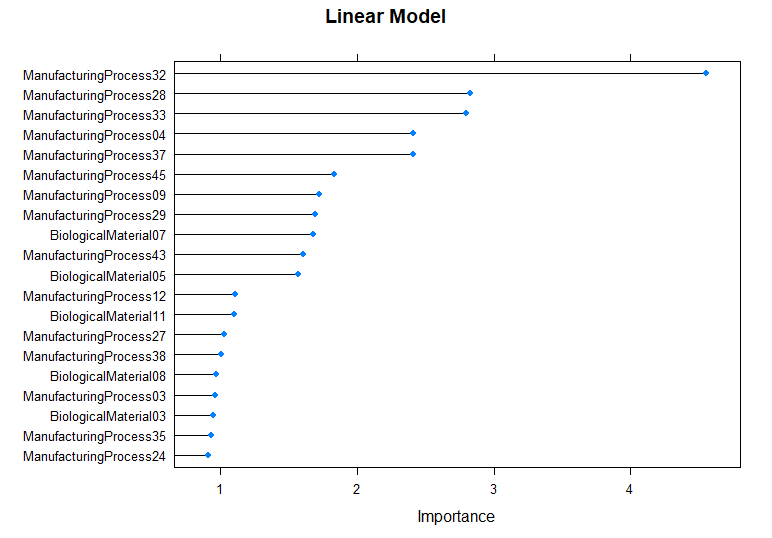 Linear Model
ManufacturingProcess32
ManufacturingProcess28
ManufacturingProcess33
ManufacturingProcess04
ManufacturingProcess37
ManufacturingProcess45
ManufacturingProcess09
ManufacturingProcess29
BiologicalMaterial07
ManufacturingProcess43
BiologicalMaterial05
ManufacturingProcess12
BiologicalMaterial11
ManufacturingProcess27
ManufacturingProcess38
BiologicalMaterial08
ManufacturingProcess03
BiologicalMaterial03
ManufacturingProcess35
ManufacturingProcess24
1 2 3 4
Importance